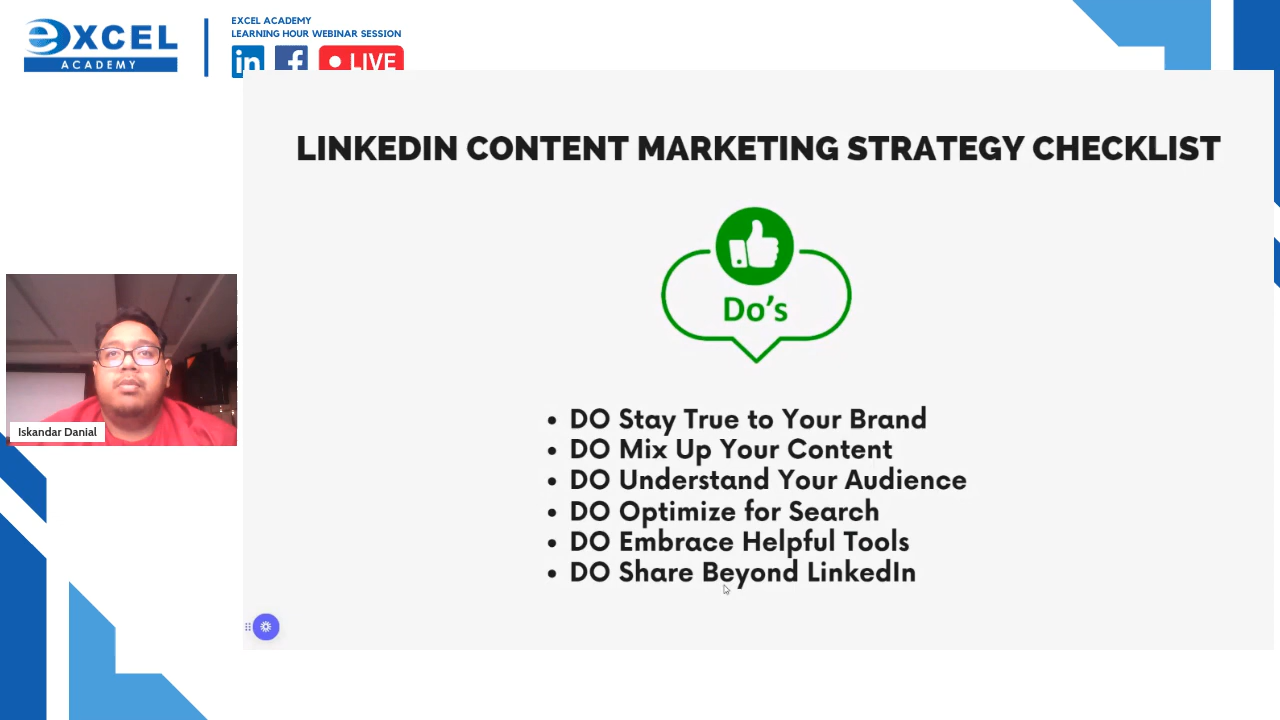 eXCEL
ACADEMY
EXCEL ACADEMY
LEARNING HOUR WEBINAR SESSION
in f LIVE
LINKEDIN CONTENT MARKETING STRATEGY CHECKLIST
Do's
• DO Stay True to Your Brand
• DO Mix Up Your Content
• DO Understand Your Audience
• DO Optimize for Search
• DO Embrace Helpful Tools
• DO Share Beyond LinkedIn
Iskandar Danial